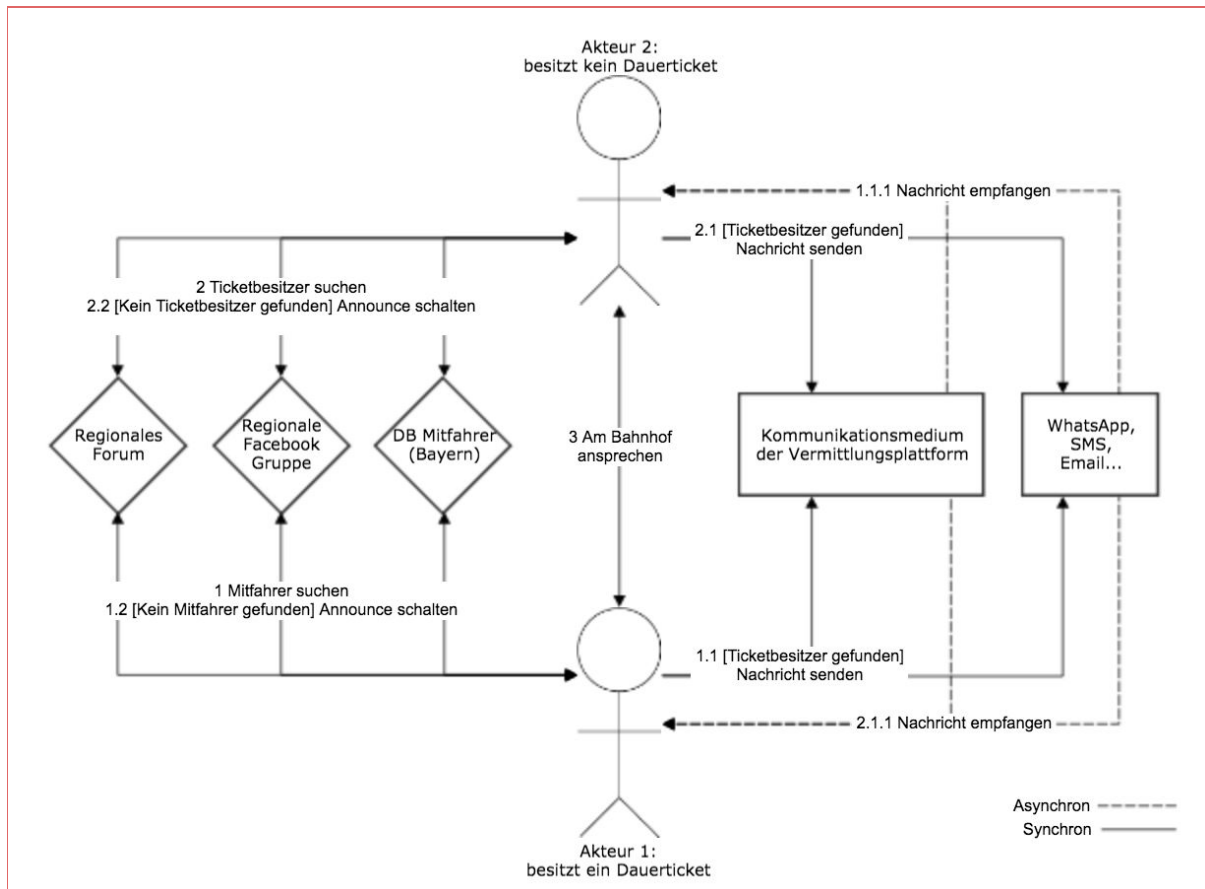 Akteur 2:
besitzt kein Dauerticket
1.1.1 Nachricht empfangen
2.1 [Ticketbesitzer gefunden]
Nachricht senden
2 Ticketbesitzer suchen
2.2 [Kein Ticketbesitzer gefunden] Announce schalten
Regionales
Forum
Regionale
Facebook
Gruppe
DB Mitfahrer
(Bayern)
3 Am Bahnhof
ansprechen
Kommunikationsmedium
der Vermittlungsplattform
WhatsApp,
SMS,
Email...
1 Mitfahrer suchen
1.2 [Kein Mitfahrer gefunden] Announce schalten
1.1 [Ticketbesitzer gefunden]
Nachricht senden
2.1.1 Nachricht empfangen
Asynchron
Synchron
Akteur 1:
besitzt ein Dauerticket